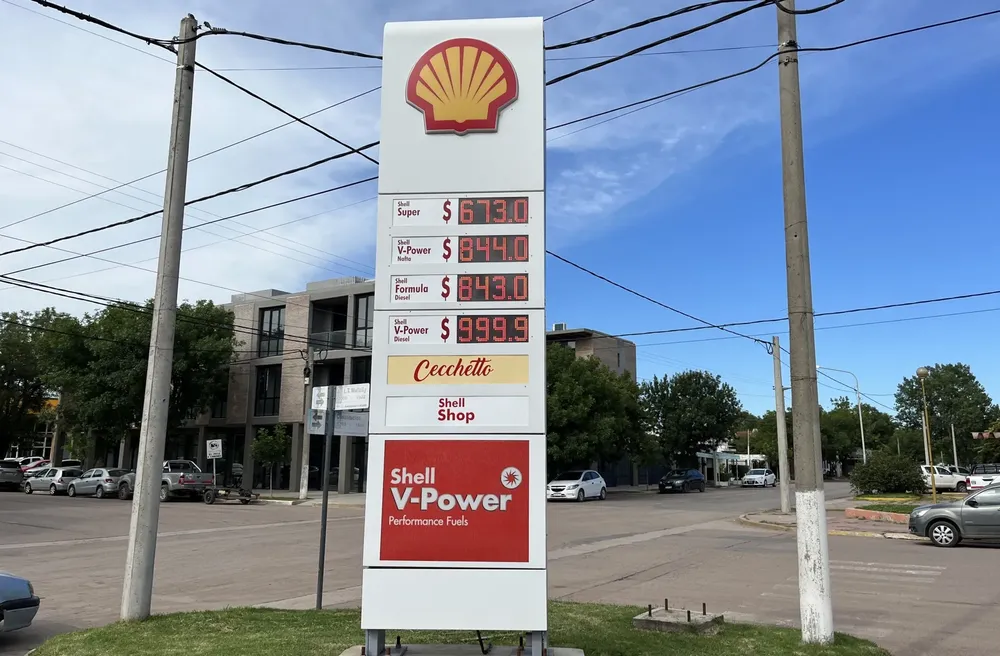 Shell
Super $ 673.0
Shell
V-Power $ 844.0
Nafta
Shell
Formula $ 843.0
Diesel
Shell
V-Power $ 999.9
Diesel
Cecchetto
Shell
Shop
Shell
V-Power
Performance Fuels